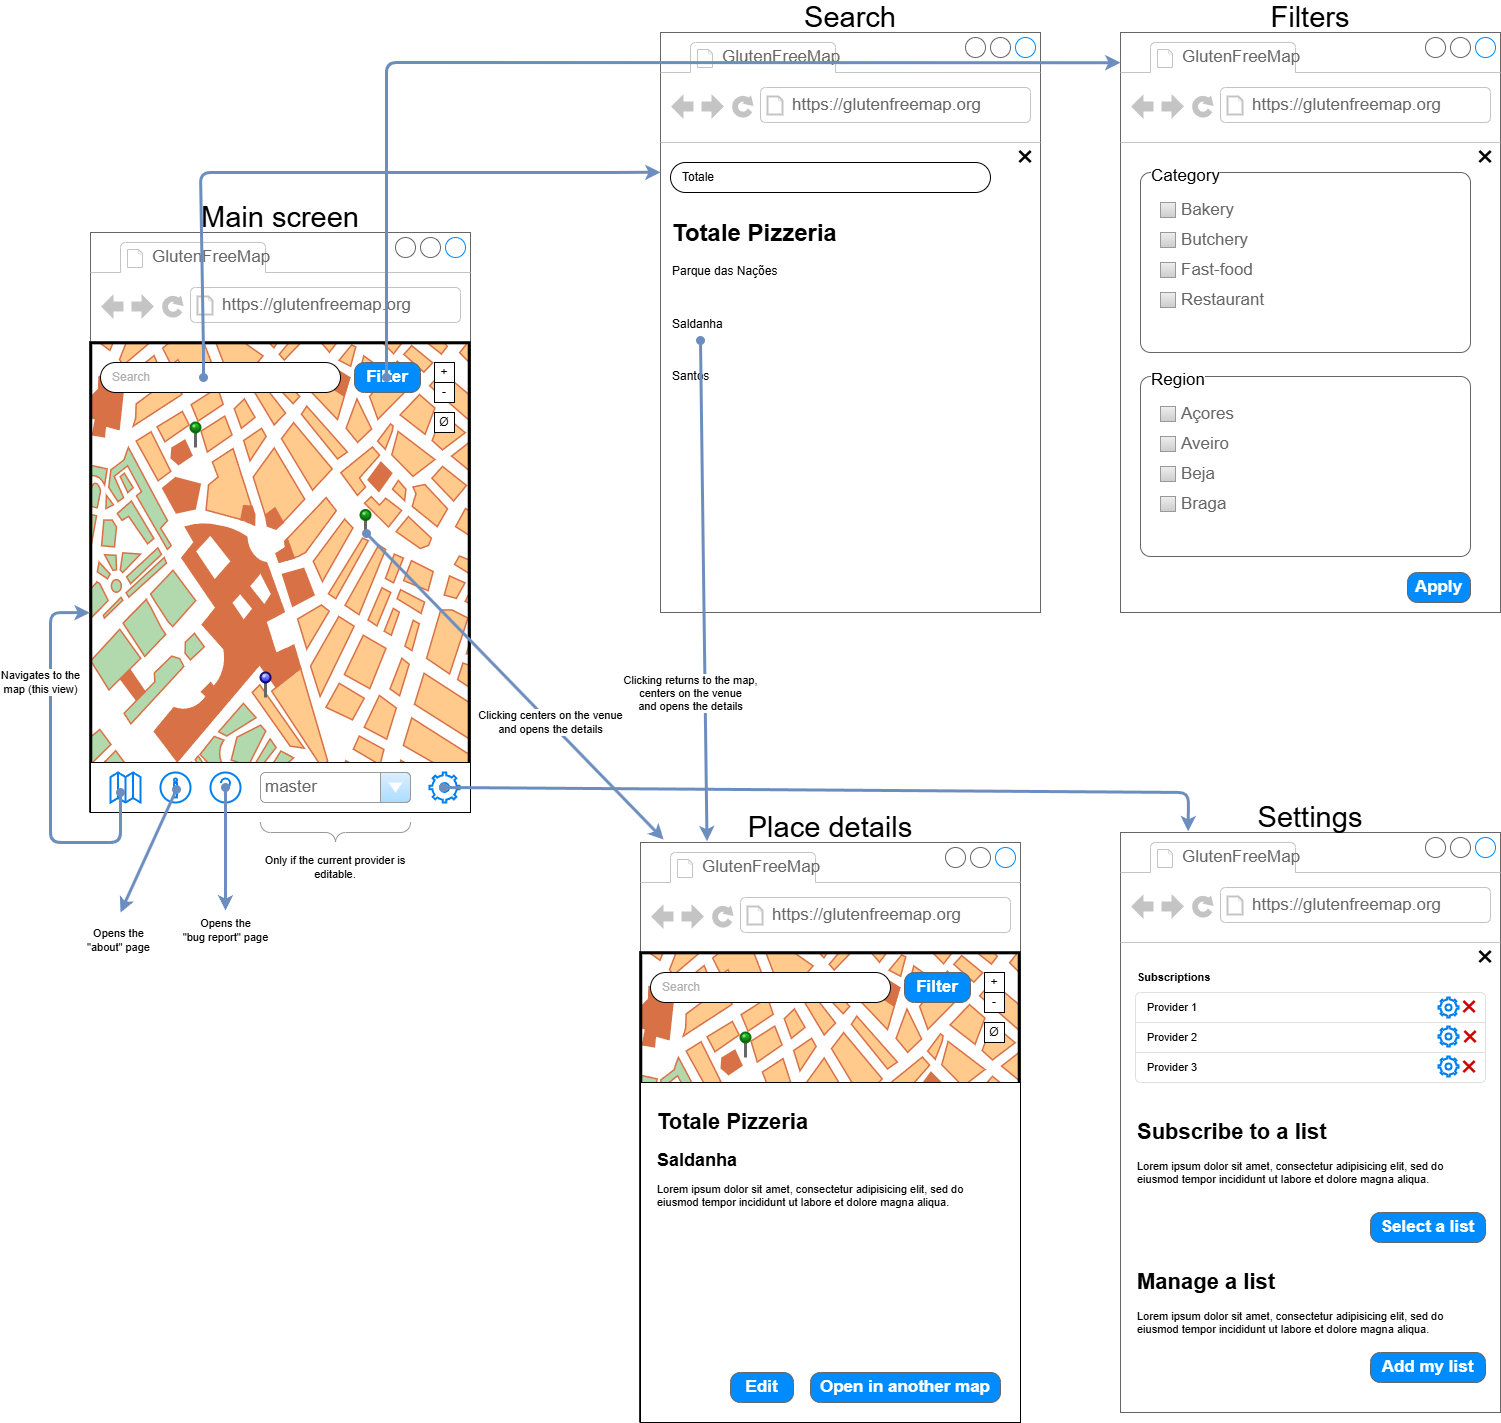 Search
GlutenFreeMap
https://glutenfreemap.org
Totale
Totale Pizzeria
Parque das Nações
Saldanha
Santos
Filters
GlutenFreeMap
https://glutenfreemap.org
Category
Bakery
Butchery
Fast-food
Restaurant
Region
Açores
Aveiro
Beja
Braga
Apply
Main screen
GlutenFreeMap
https://glutenfreemap.org
Search
Filter
+
-
Ø
Navigates to the
map (this view)
master
Only if the current provider is
editable.
Opens the
"about" page
Opens the
"bug report" page
Clicking centers on the venue
and opens the details
Clicking returns to the map,
centers on the venue
and opens the details
Place details
GlutenFreeMap
https://glutenfreemap.org
Search
Filter
+
-
Ø
Totale Pizzeria
Saldanha
Lorem ipsum dolor sit amet, consectetur adipisicing elit, sed do
eiusmod tempor incididunt ut labore et dolore magna aliqua.
Edit
Open in another map
Settings
GlutenFreeMap
https://glutenfreemap.org
Subscriptions
Provider 1
Provider 2
Provider 3
Subscribe to a list
Lorem ipsum dolor sit amet, consectetur adipisicing elit, sed do
eiusmod tempor incididunt ut labore et dolore magna aliqua.
Select a list
Manage a list
Lorem ipsum dolor sit amet, consectetur adipisicing elit, sed do
eiusmod tempor incididunt ut labore et dolore magna aliqua.
Add my list